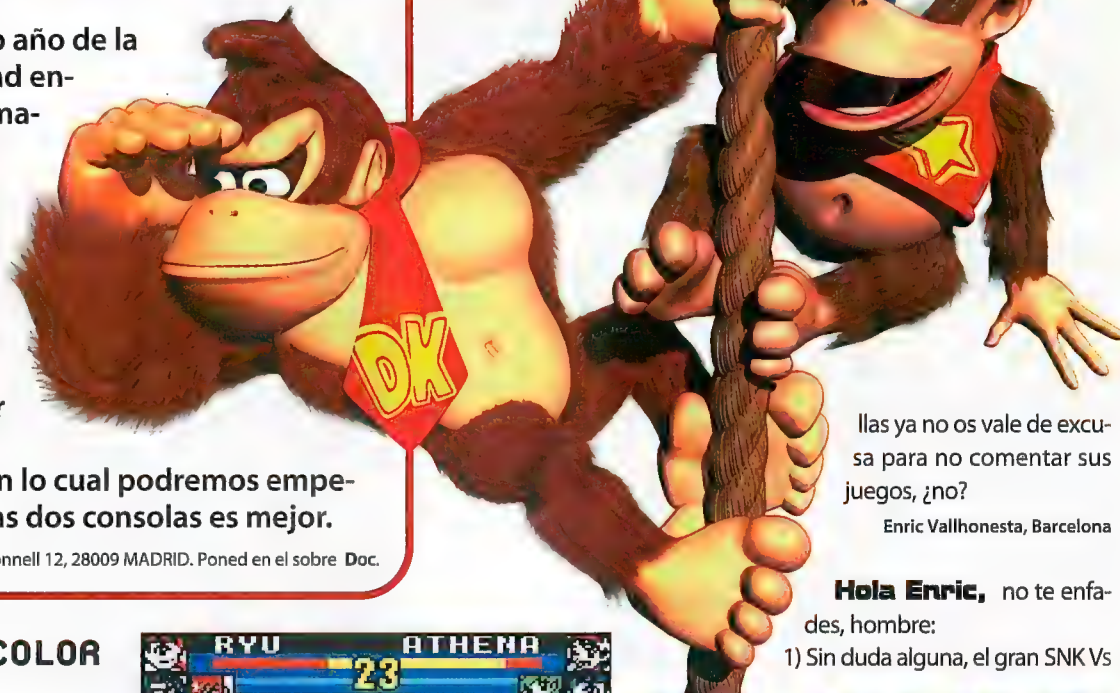 o año de la
ad en-
ma-
n lo cual podremos empe-
as dos consolas es mejor.
onnell 12, 28009 MADRID. Poned en el sobre Doc.
DK
COLOR
RYU
ATHENA
23
llas ya no os vale de excu-
sa para no comentar sus
juegos, ¿no?
Enric Vallhonesta, Barcelona
Hola Enric, no te enfa-
des, hombre:
1) Sin duda alguna, el gran SNK Vs